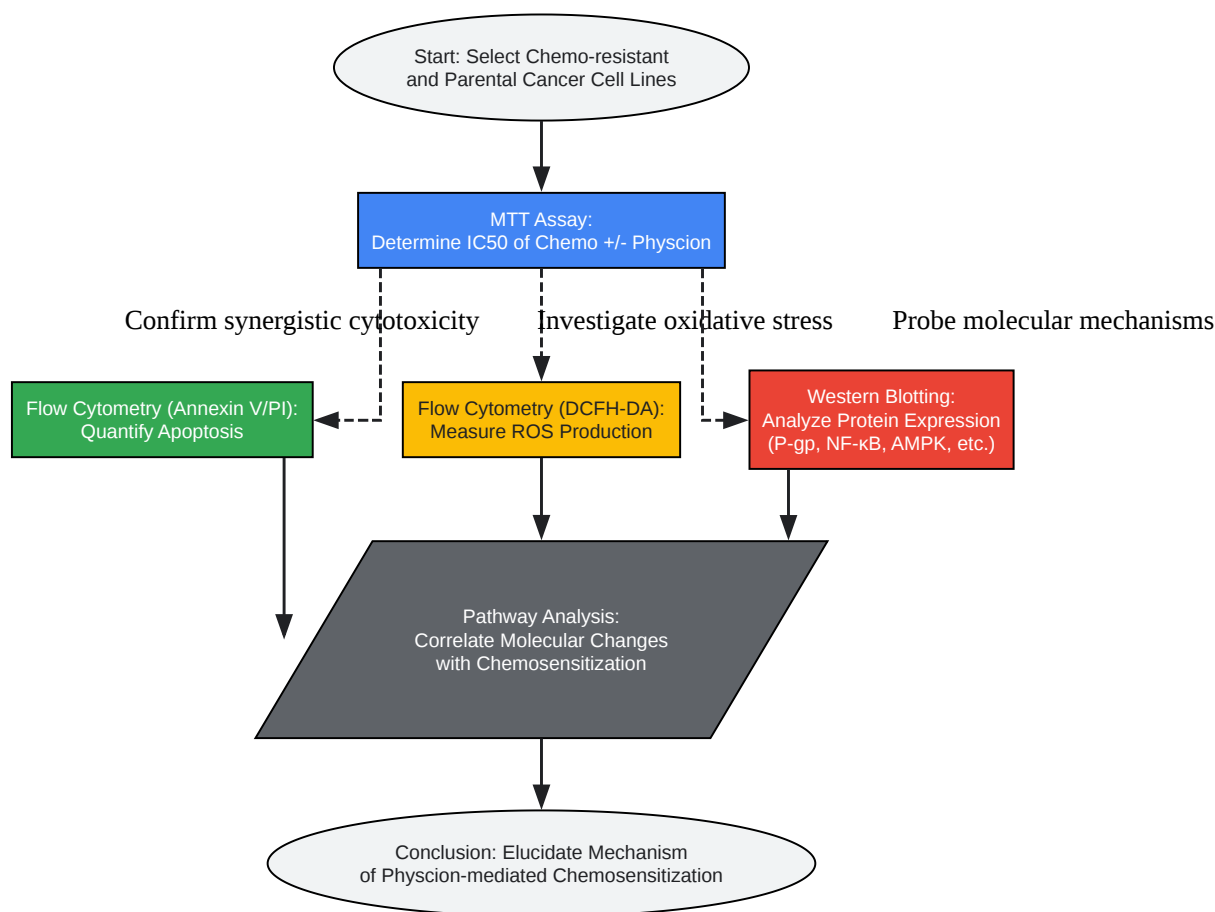 Start: Select Chemo-resistant
and Parental Cancer Cell Lines
MTT Assay:
Determine IC50 of Chemo +/- Physcion
Confirm synergistic cytotoxicity
Investigate oxidative stress
Probe molecular mechanisms
Flow Cytometry (Annexin V/PI):
Quantify Apoptosis
Flow Cytometry (DCFH-DA):
Measure ROS Production
Western Blotting:
Analyze Protein Expression
(P-gp, NF-κB, AMPK, etc.)
Pathway Analysis:
Correlate Molecular Changes
with Chemosensitization
Conclusion: Elucidate Mechanism
of Physcion-mediated Chemosensitization